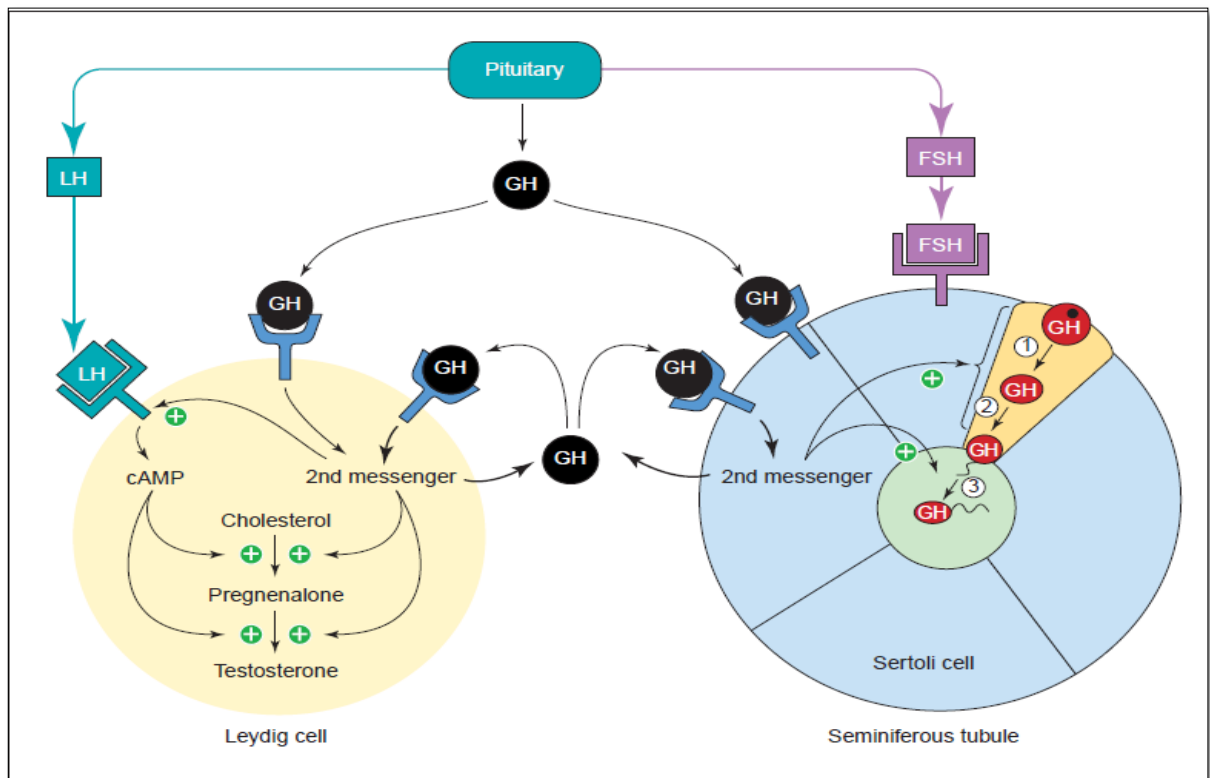 Pituitary
LH
GH
FSH
FSH
GH
GH
GH
LH
GH
GH
1
GH
2
+
+
GH
+
GH
cAMP
2nd messenger
2nd messenger
3
GH
Cholesterol
+ +
Pregnenalone
+ +
Testosterone
Sertoli cell
Leydig cell
Seminiferous tubule